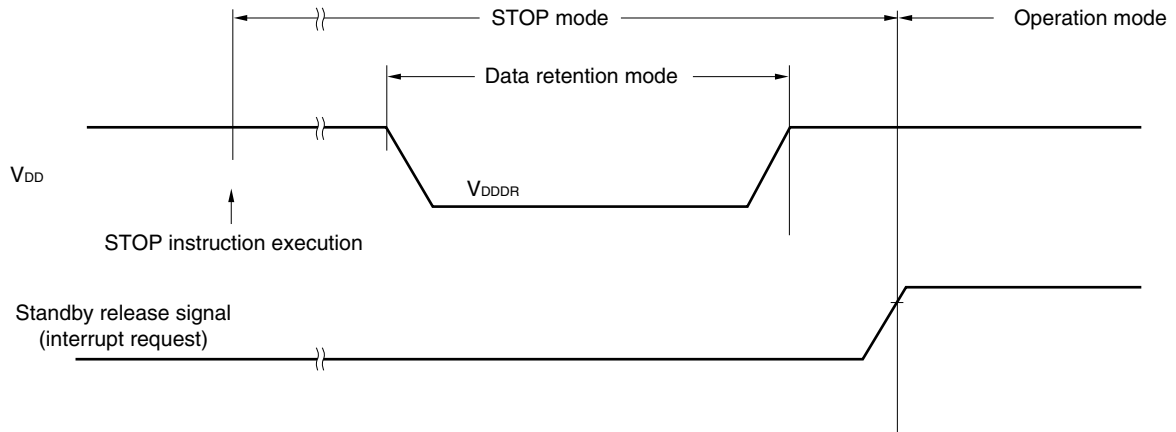 STOP mode
Operation mode
Data retention mode
VDD
VDDDR
STOP instruction execution
Standby release signal
(interrupt request)